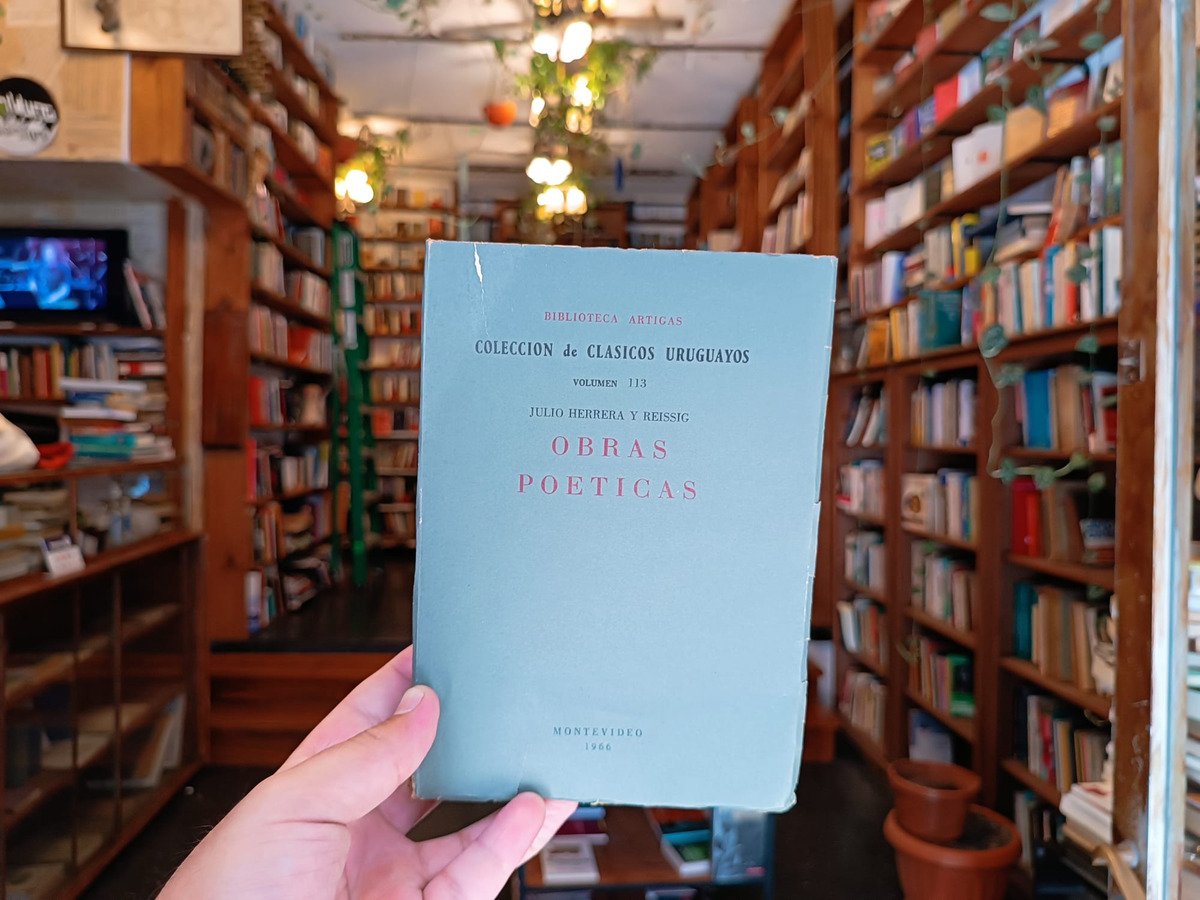 BIBLIOTECA ARTIGAS
COLECCION de CLASICOS URUGUAYOS
VOLUMEN 113
JULIO HERRERA Y REISSIG
OBRAS
POETICAS
MONTEVIDEO
1966